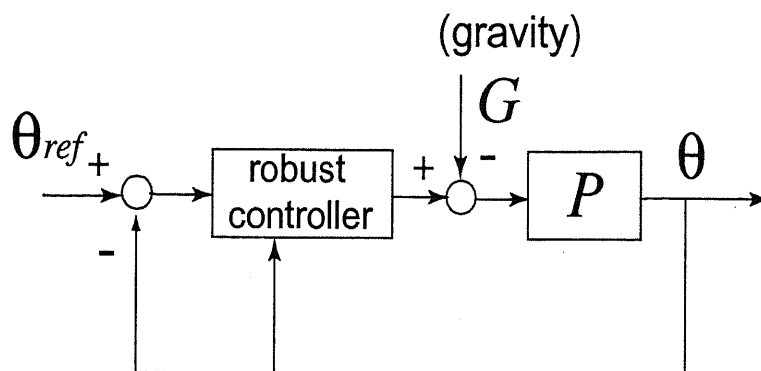 (gravity)
G
θref
+
-
robust
controller
+
-
P
θ